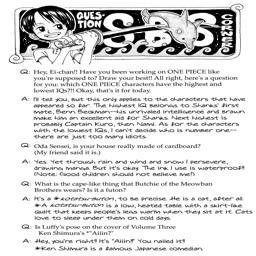 QUESTION
SBS
CORNER
Q: Hey, Ei-chan!! Have you been working on ONE PIECE like
you're supposed to? Draw your best!! All right, here's a question
for you: which ONE PIECE characters have the highest and
lowest IQs?!! Okay, that's it for today.
A: I'll tell you, but this only applies to the characters that have
appeared so far. The highest IQ belongs to Shanks' first
mate, Benn Beckman--his unrivaled intelligence and brawn
make him an excellent aid for Shanks. Next highest is
probably Captain Kuro, then Nami. As for the characters
with the lowest IQs, I can't decide who is number one--
there are just too many idiots.
Q: Oda Sensei, is your house really made of cardboard?
(My friend said it is.)
A: Yes. Yet through rain and wind and snow I persevere,
drawing manga. But it's okay. The ink I use is waterproof!
(Note: Good children should not believe me!)
Q: What is the cape-like thing that Butchie of the Meowban
Brothers wears? Is it a futon?
A: It's a *kotatsu-buton, to be precise. He is a cat, after all.
*A kotatsu-buton is a low, heated table with a skirt-like
quilt that keeps people's legs warm when they sit at it. Cats
love to sleep under them on cold days.
Q: Is Luffy's pose on the cover of Volume Three
Ken Shimura's *"Aiin"?
A: Hey, you're right! It's "Aiin"! You nailed it!
*Ken Shimura is a famous Japanese comedian.